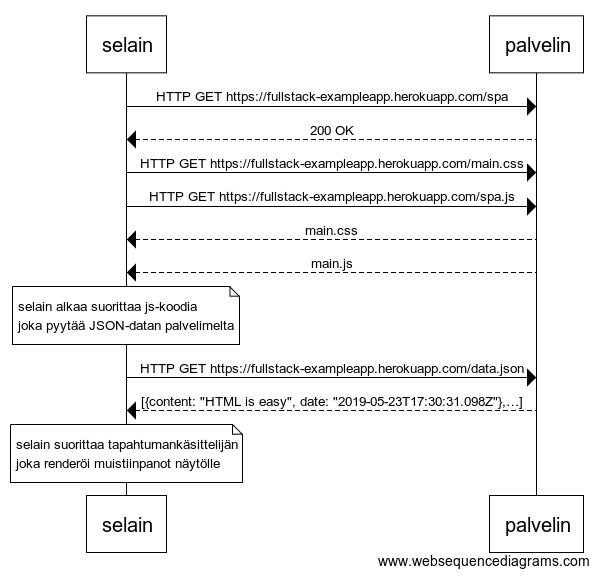 selain
palvelin
HTTP GET https://fullstack-exampleapp.herokuapp.com/spa
200 OK
HTTP GET https://fullstack-exampleapp.herokuapp.com/main.css
HTTP GET https://fullstack-exampleapp.herokuapp.com/spa.js
main.css
main.js
selain alkaa suorittaa js-koodia
joka pyytää JSON-datan palvelimelta
HTTP GET https://fullstack-exampleapp.herokuapp.com/data.json
[{content: "HTML is easy", date: "2019-05-23T17:30:31.098Z"},...]
selain suorittaa tapahtumankäsittelijän
joka renderöi muistiinpanot näytölle
selain
palvelin
www.websequencediagrams.com